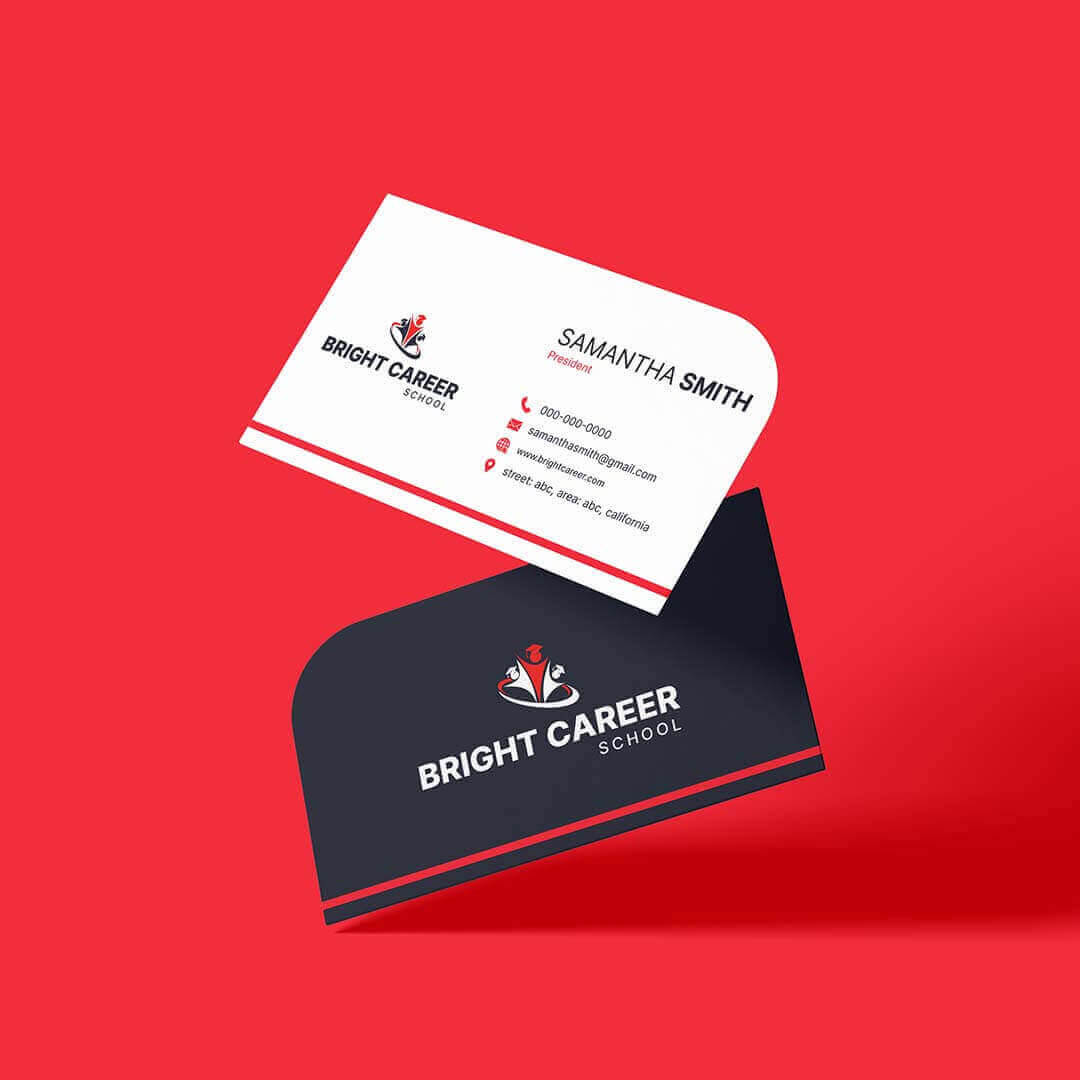 BRIGHT CAREER
SCHOOL
SAMANTHA SMITH
President
000-000-0000
samanthasmith@gmail.com
www.brightcareer.com
street: abc, area: abc, california
BRIGHT CAREER
SCHOOL